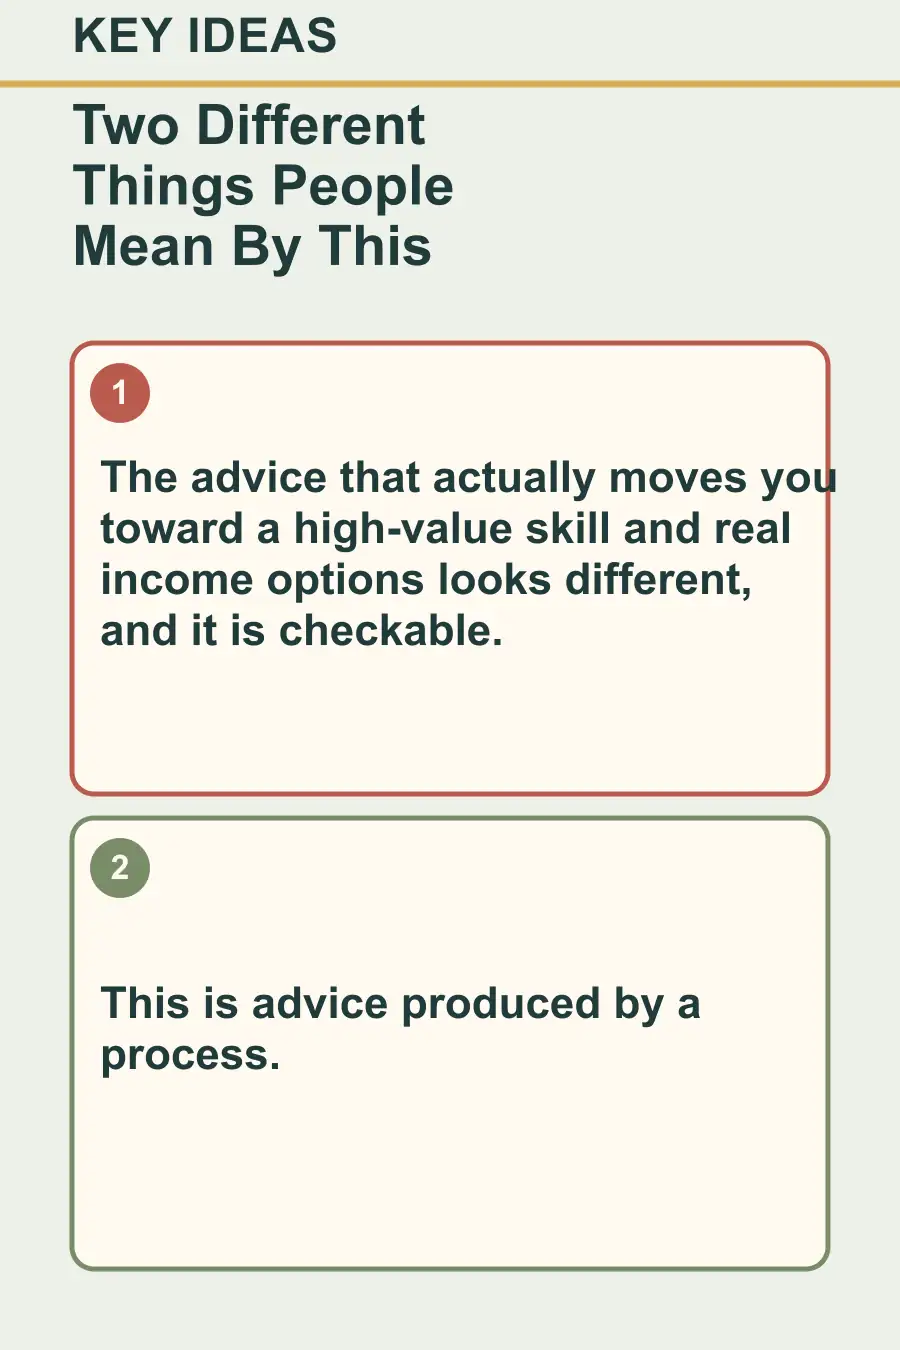 KEY IDEAS
Two Different
Things People
Mean By This
1
The advice that actually moves you
toward a high-value skill and real
income options looks different,
and it is checkable.
2
This is advice produced by a
process.